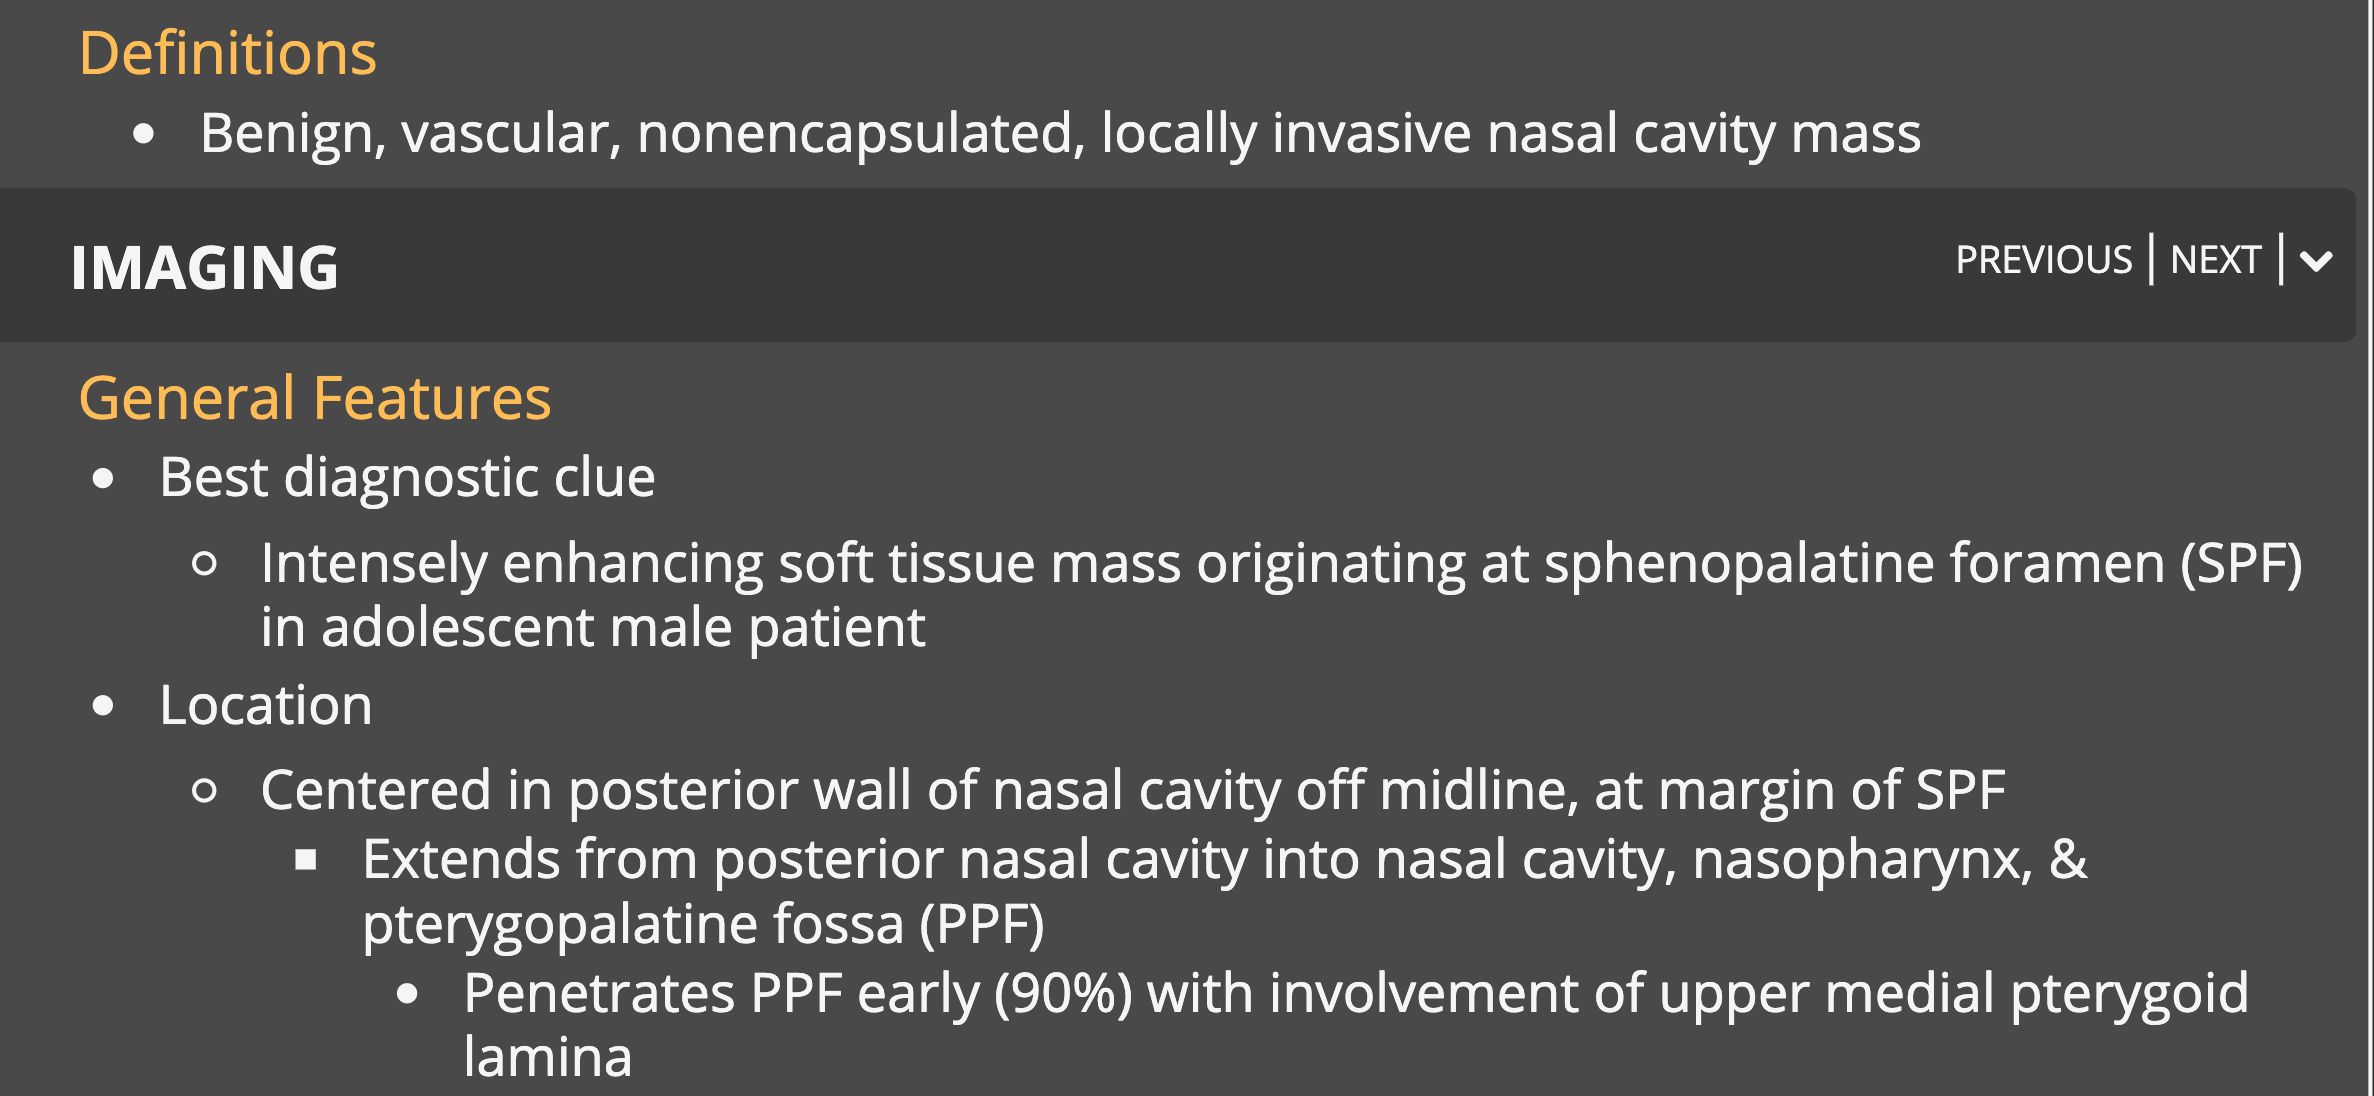 Definitions
• Benign, vascular, nonencapsulated, locally invasive nasal cavity mass
IMAGING
PREVIOUS | NEXT |
General Features
• Best diagnostic clue
○ Intensely enhancing soft tissue mass originating at sphenopalatine foramen (SPF)
in adolescent male patient
• Location
○ Centered in posterior wall of nasal cavity off midline, at margin of SPF
■ Extends from posterior nasal cavity into nasal cavity, nasopharynx, &
pterygopalatine fossa (PPF)
• Penetrates PPF early (90%) with involvement of upper medial pterygoid
lamina